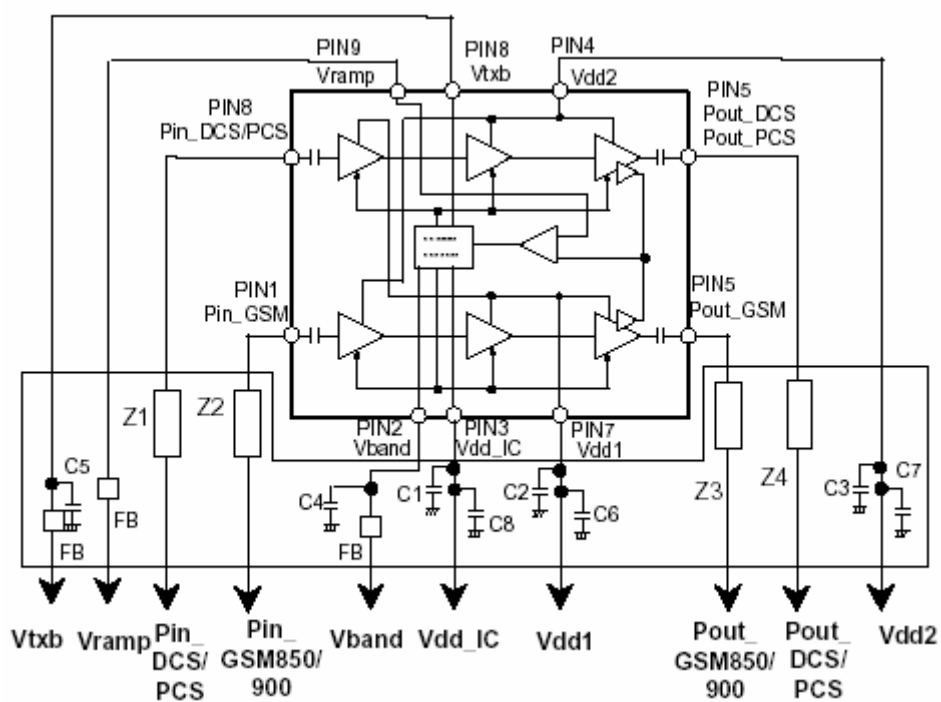 PIN9
Vramp
PIN8
Vtxb
PIN4
Vdd2
PIN8
Pin_DCS/PCS
PIN5
Pout_DCS
Pout_PCS
PIN1
Pin_GSM
PIN5
Pout_GSM
PIN2
Vband
PIN3
Vdd_IC
PIN7
Vdd1
Z1
Z2
Z3
Z4
C5
FB
FB
C4
FB
C1
C8
C2
C6
C3
C7
Vtxb
Vramp
Pin_
DCS/
PCS
Pin_
GSM850/
900
Vband
Vdd_IC
Vdd1
Pout_
GSM850/
900
Pout_
DCS/
PCS
Vdd2